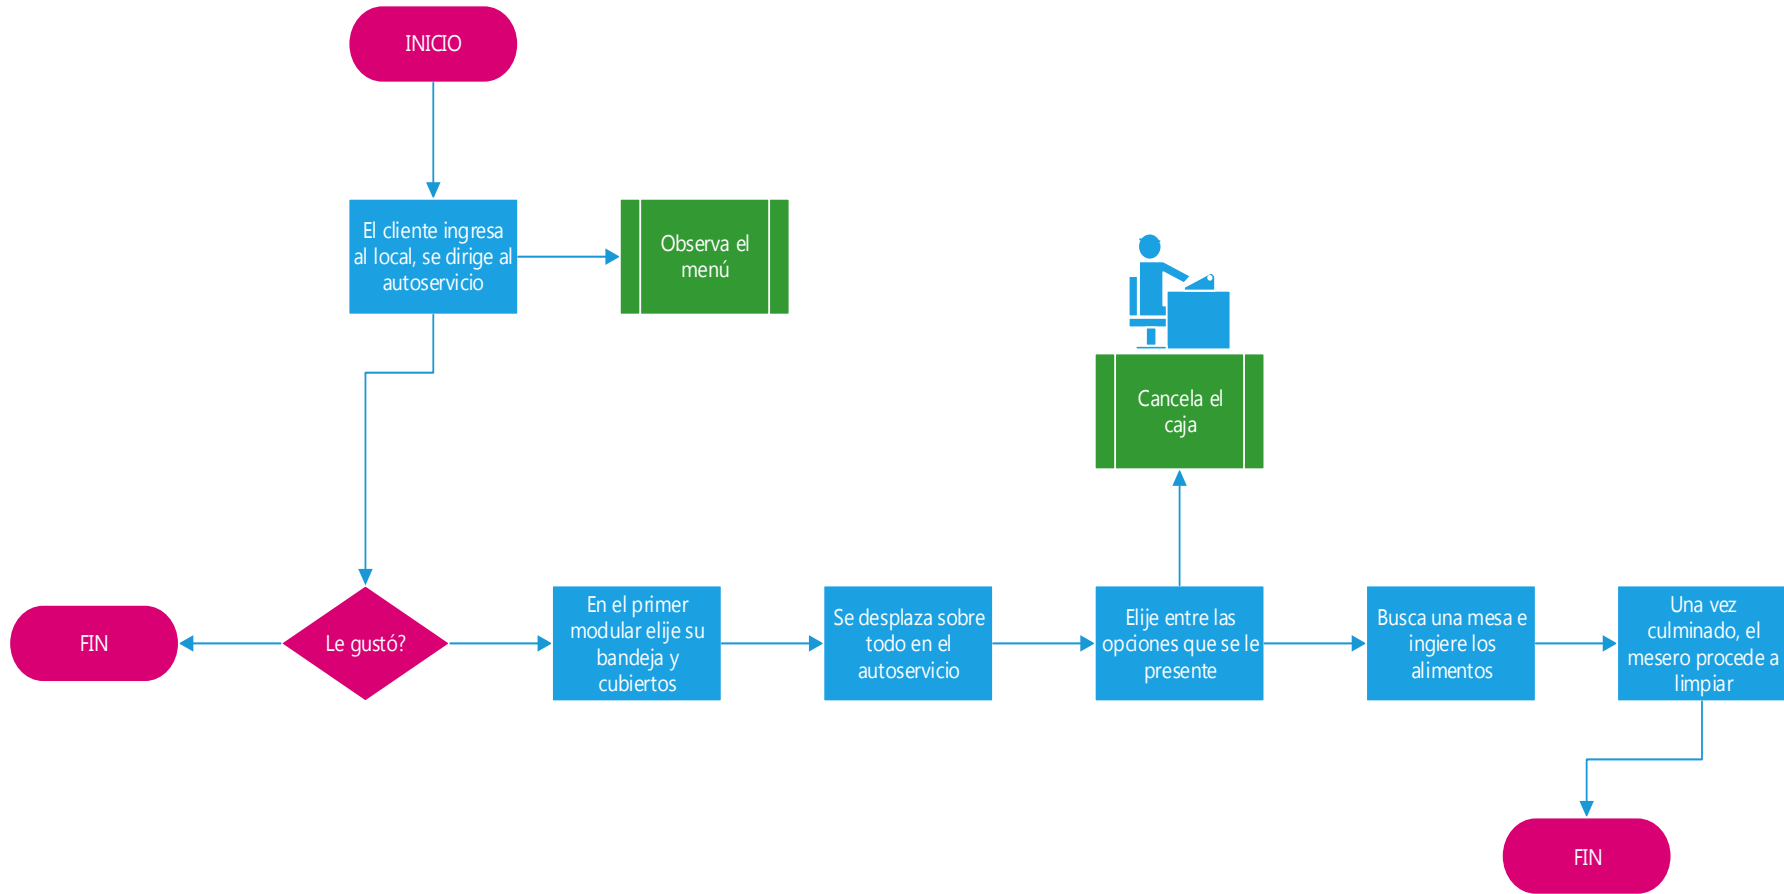 INICIO
El cliente ingresa
al local, se dirige al
autoservicio
Observa el
menú
Cancela el
caja
FIN
Le gustó?
En el primer
modular elije su
bandeja y
cubiertos
Se desplaza sobre
todo en el
autoservicio
Elije entre las
opciones que se le
presente
Busca una mesa e
ingiere los
alimentos
Una vez
culminado, el
mesero procede a
limpiar
FIN